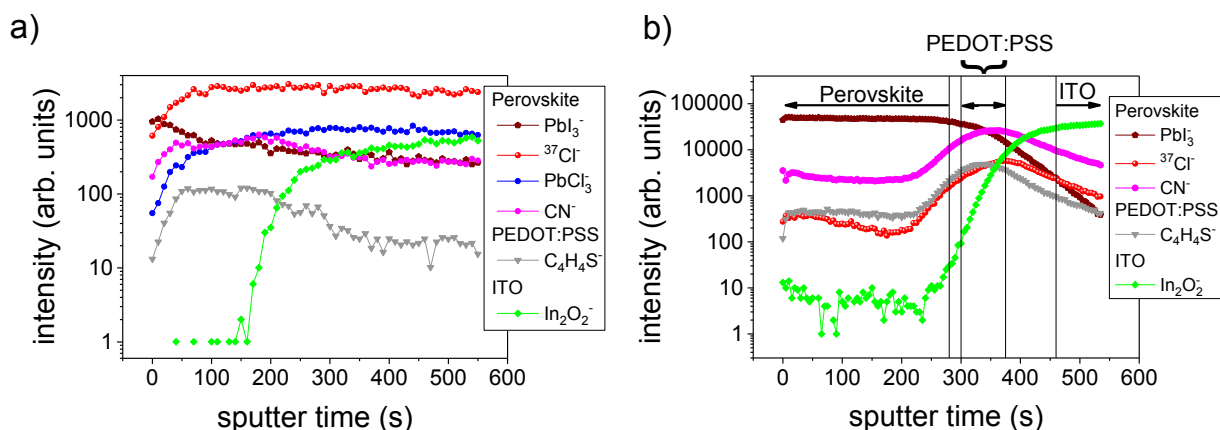 a)
1000
100
10
1
0 100 200 300 400 500 600
intensity (arb. units)
sputter time (s)
Perovskite
PbI₃⁻
³⁷Cl⁻
PbCl₃
CN⁻
PEDOT:PSS
C₄H₄S⁻
ITO
In₂O₂⁻
b)
PEDOT:PSS
Perovskite
ITO
100000
10000
1000
100
10
1
0 100 200 300 400 500 600
intensity (arb. units)
sputter time (s)
Perovskite
PbI₃⁻
³⁷Cl⁻
CN⁻
PEDOT:PSS
C₄H₄S⁻
ITO
In₂O₂⁻